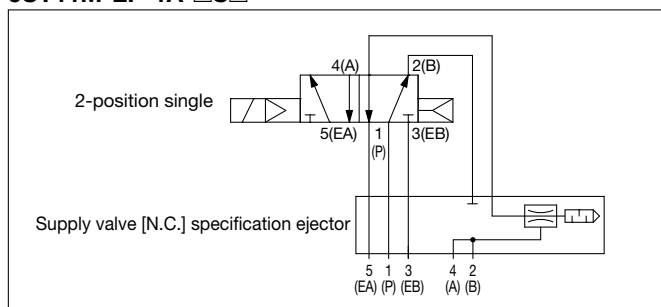 4(A) 2(B)
2-position single
5(EA) 1 3(EB)
(P)
Supply valve [N.C.] specification ejector
5 1 3 4 2
(EA) (P) (EB) (A) (B)